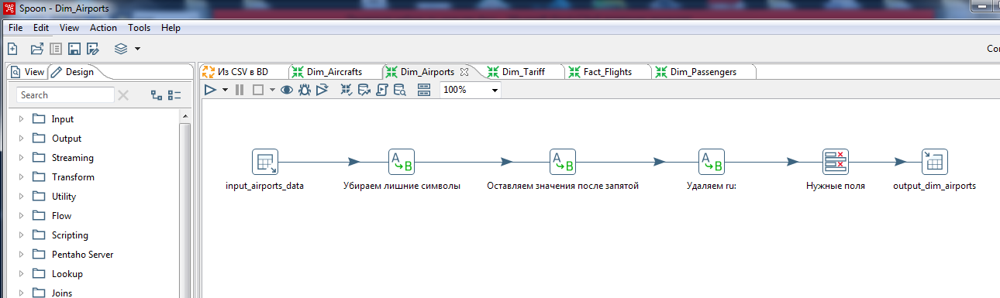 Spoon - Dim_Airports
File Edit View Action Tools Help
Co
View Design
Из CSV в BD Dim_Aircrafts Dim_Airports Dim_Tariff Fact_Flights Dim_Passengers
Search
100%
Input
Output
Streaming
Transform
Utility
Flow
Scripting
Pentaho Server
Lookup
Joins
A B A B A B
input_airports_data Убираем лишние символы Оставляем значения после запятой Удаляем ru: Нужные поля output_dim_airports